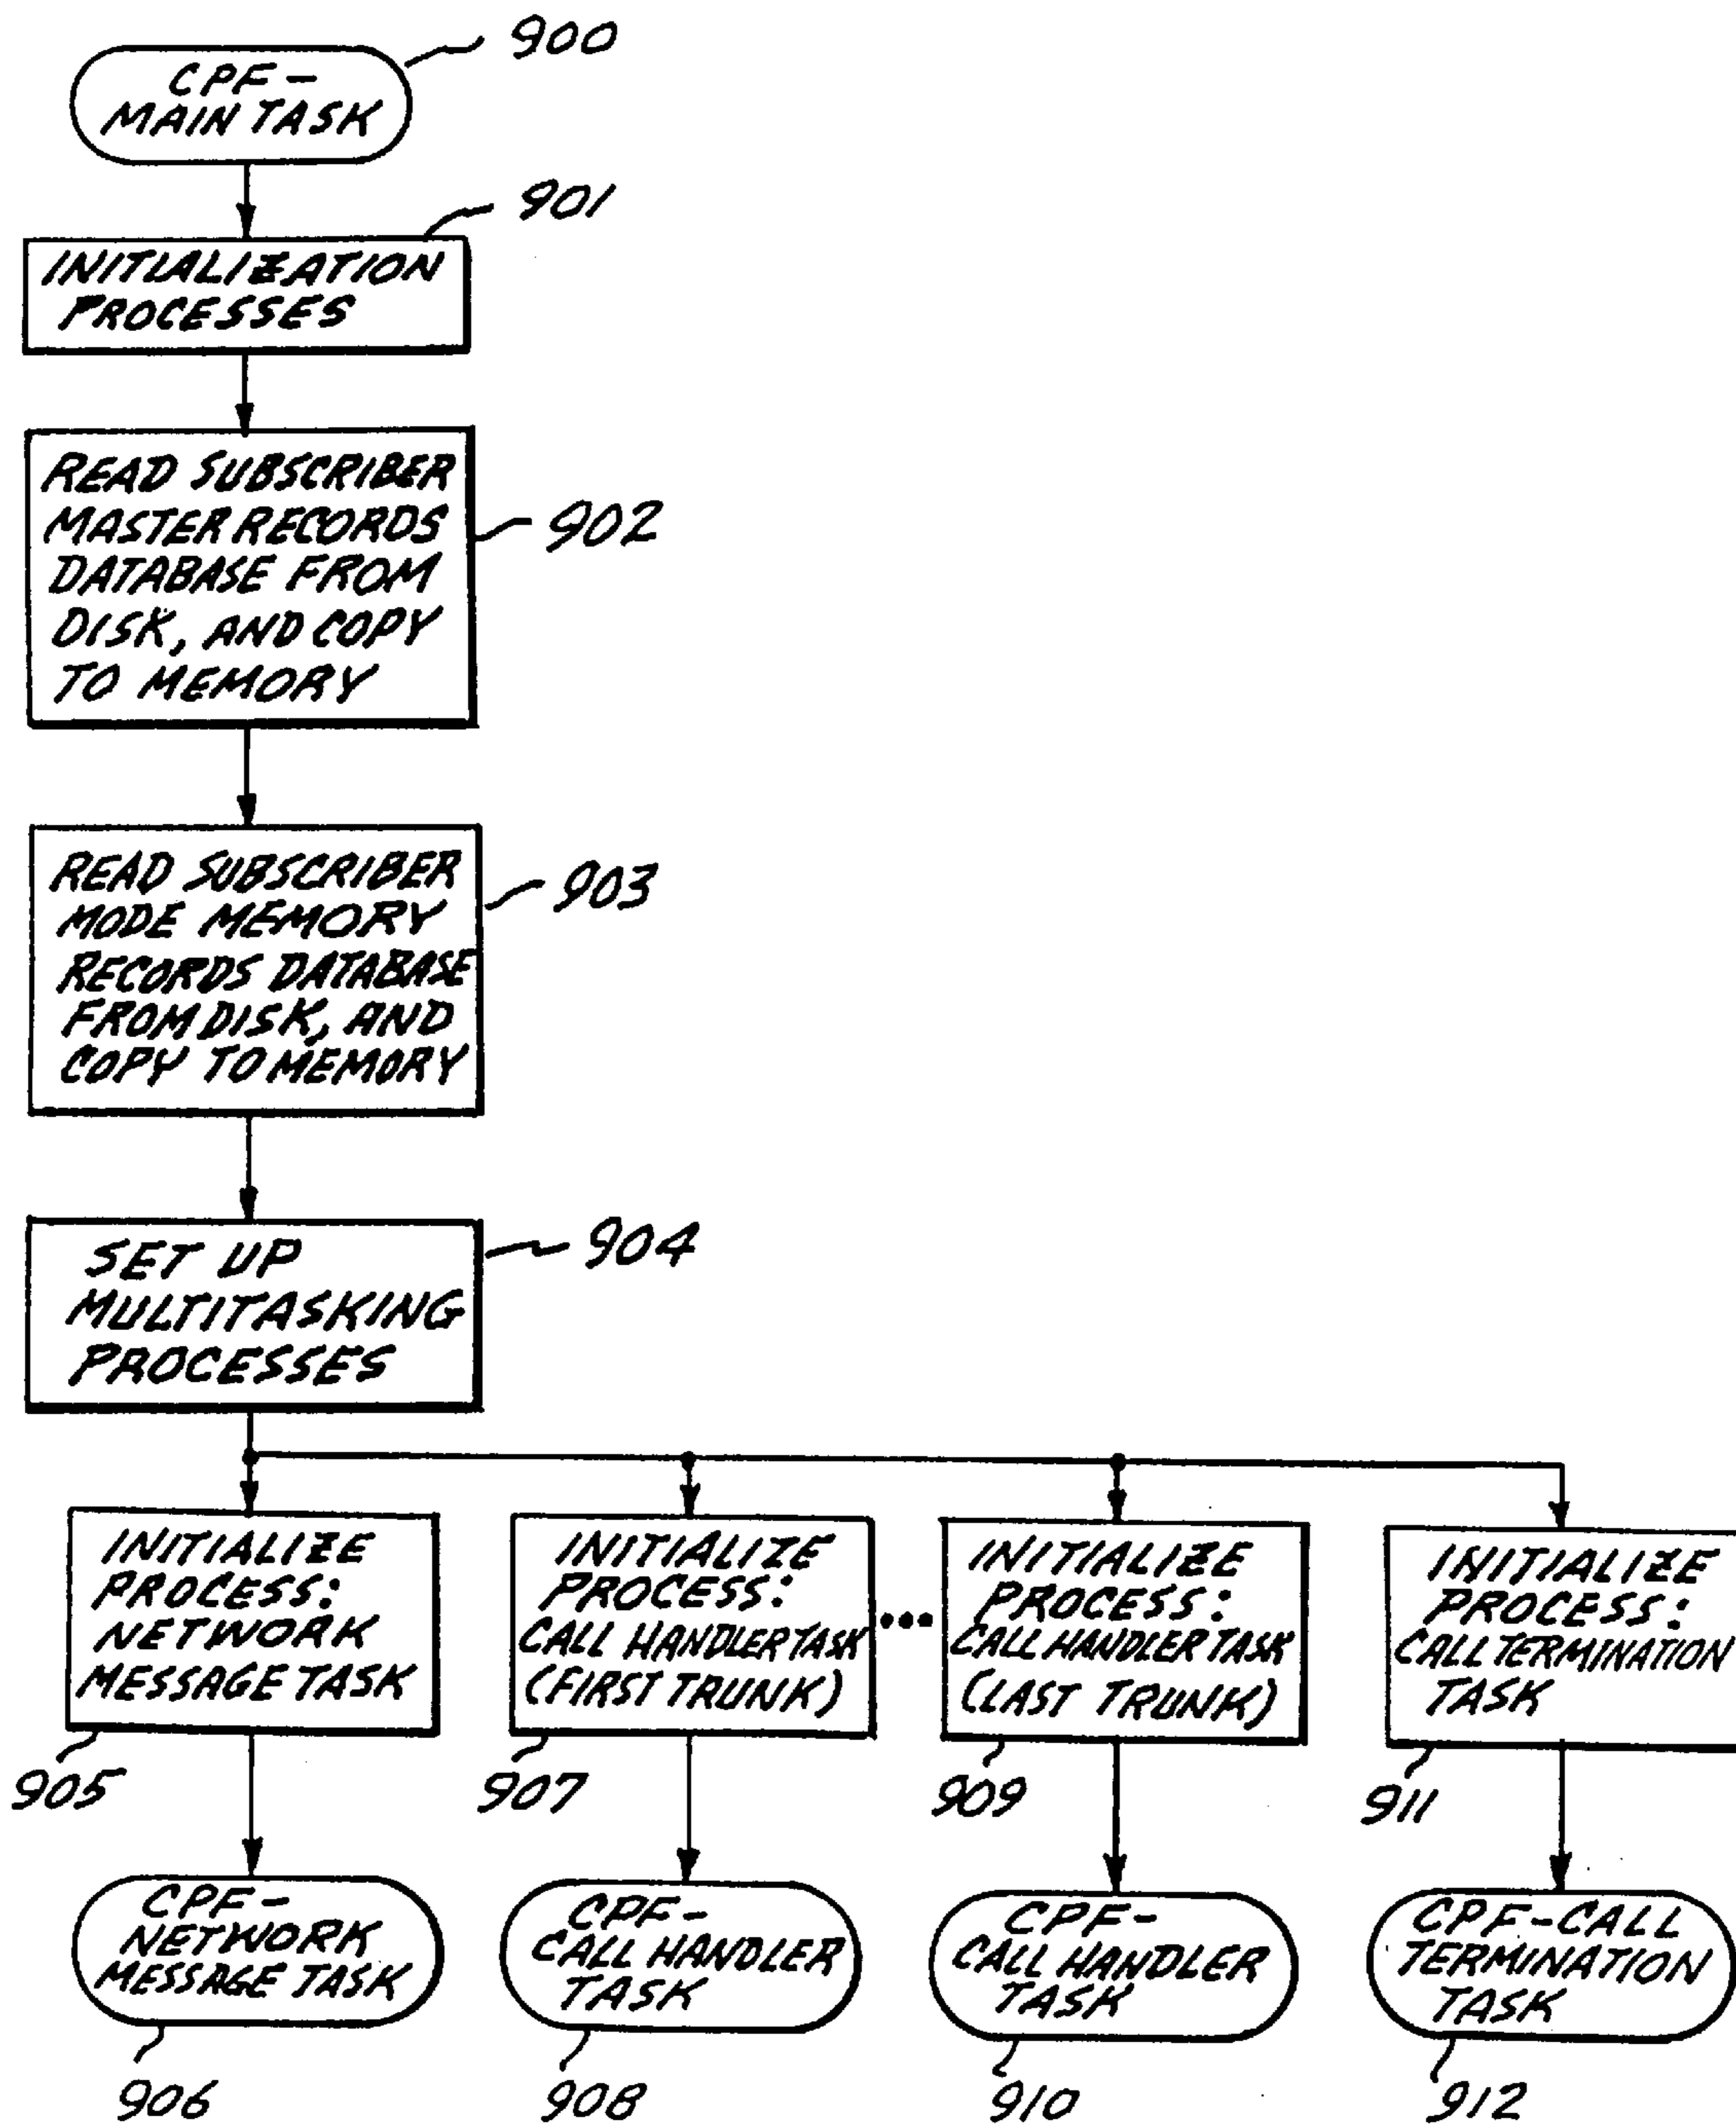 900
CPF-
MAIN TASK
901
INITIALIZATION
PROCESSES
READ SUBSCRIBER
MASTER RECORDS
DATABASE FROM
DISK, AND COPY
TO MEMORY
902
READ SUBSCRIBER
MODE MEMORY
RECORDS DATABASE
FROM DISK, AND
COPY TO MEMORY
903
SET UP
MULTITASKING
PROCESSES
904
INITIALIZE
PROCESS:
NETWORK
MESSAGE TASK
905
INITIALIZE
PROCESS:
CALL HANDLER TASK
(FIRST TRUNK)
907
•••
INITIALIZE
PROCESS:
CALL HANDLER TASK
(LAST TRUNK)
909
INITIALIZE
PROCESS:
CALL TERMINATION
TASK
911
CPF-
NETWORK
MESSAGE TASK
906
CPF-
CALL HANDLER
TASK
908
CPF-
CALL HANDLER
TASK
910
CPF-CALL
TERMINATION
TASK
912